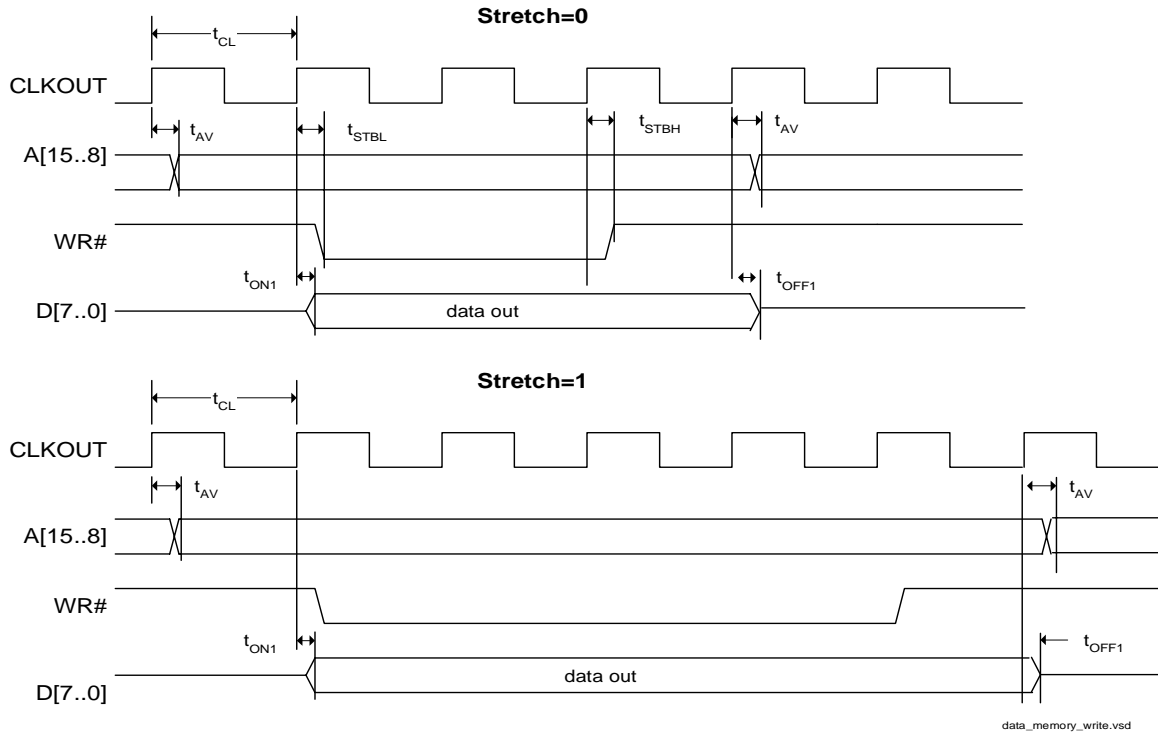 Stretch=0
tCL
CLKOUT
tAV
tSTBL
tSTBH
tAV
A[15..8]
WR#
tON1
tOFF1
D[7..0]
data out
Stretch=1
tCL
CLKOUT
tAV
tAV
A[15..8]
WR#
tON1
tOFF1
data out
D[7..0]
data_memory_write.vsd